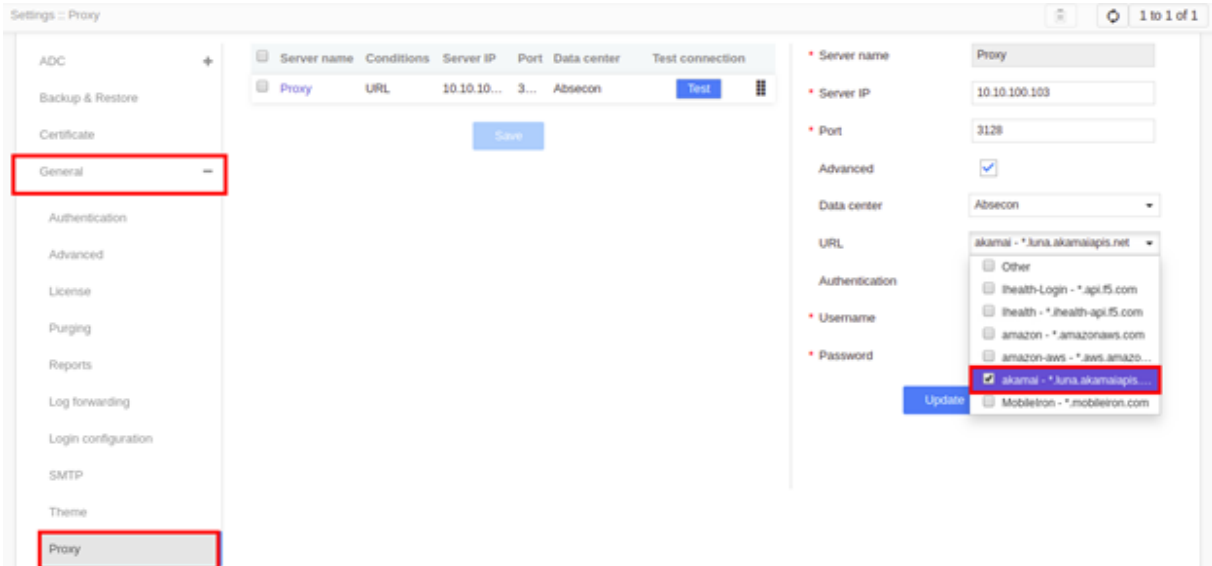 Settings :: Proxy
1 to 1 of 1
ADC
Backup & Restore
Certificate
General
Authentication
Advanced
License
Purging
Reports
Log forwarding
Login configuration
SMTP
Theme
Proxy
Server name Conditions Server IP Port Data center Test connection
Proxy URL 10.10.10... 3... Absecon Test
Save
* Server name Proxy
* Server IP 10.10.100.103
* Port 3128
Advanced
Data center Absecon
URL akamai - *.luna.akamaiapis.net
Authentication
* Username
* Password
Other
Ihealth-Login - *.api.f5.com
Ihealth - *.ihealth-api.f5.com
amazon - *.amazonaws.com
amazon-aws - *.aws.amazo...
akamai - *.luna.akamaiapis....
MobileIron - *.mobileiron.com
Update